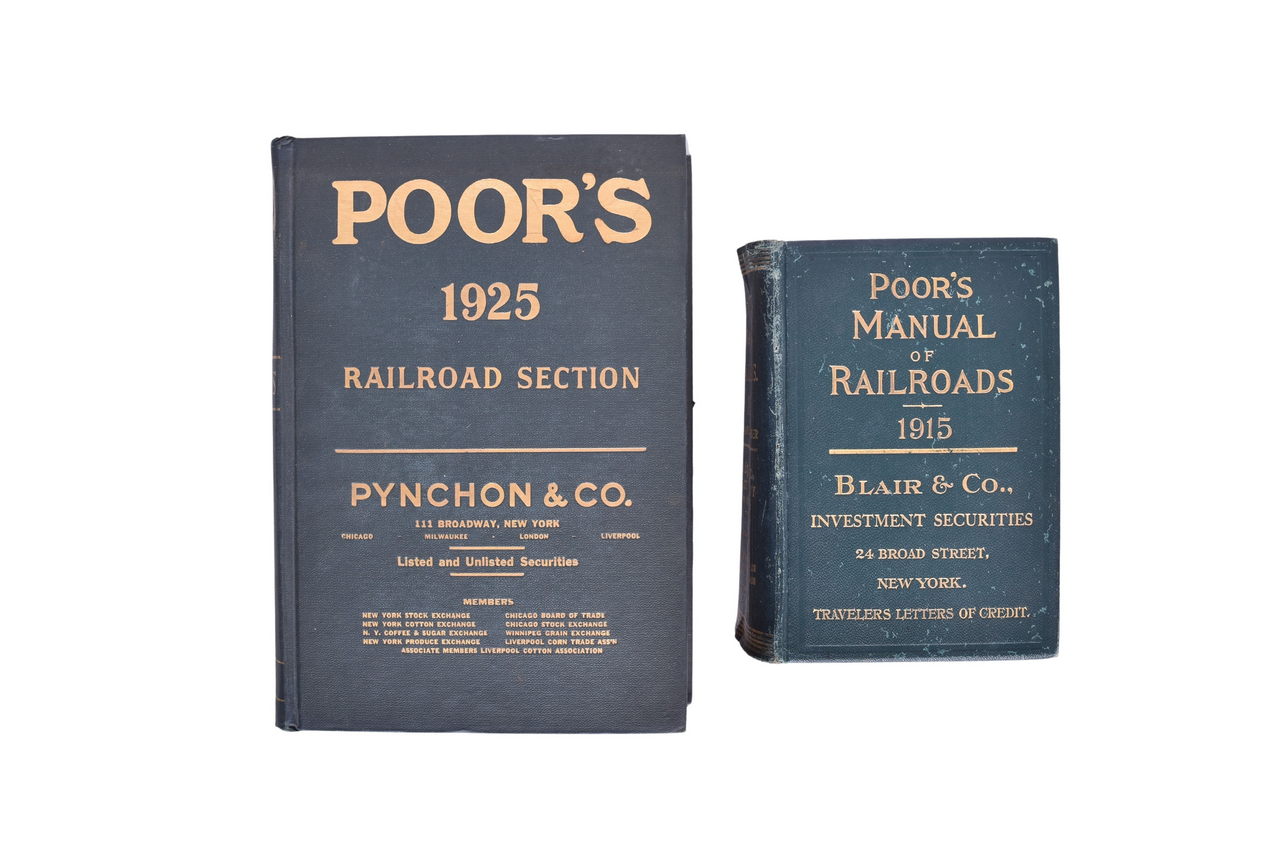 POOR'S
1925
RAILROAD SECTION
PYNCHON & CO.
111 BROADWAY, NEW YORK
CHICAGO - MILWAUKEE - LONDON - LIVERPOOL
Listed and Unlisted Securities
MEMBERS
NEW YORK STOCK EXCHANGE
NEW YORK COTTON EXCHANGE
N. Y. COFFEE & SUGAR EXCHANGE
NEW YORK PRODUCE EXCHANGE
CHICAGO BOARD OF TRADE
CHICAGO STOCK EXCHANGE
WINNIPEG GRAIN EXCHANGE
LIVERPOOL CORN TRADE ASS'N
ASSOCIATE MEMBERS LIVERPOOL COTTON ASSOCIATION
POOR'S
MANUAL
OF
RAILROADS
1915
BLAIR & CO.,
INVESTMENT SECURITIES
24 BROAD STREET,
NEW YORK.
TRAVELERS LETTERS OF CREDIT.